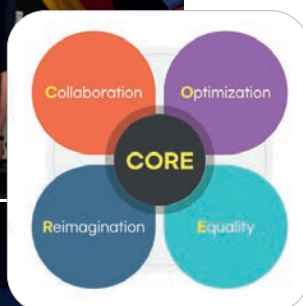 Collaboration
Optimization
CORE
Reimagination
Equality